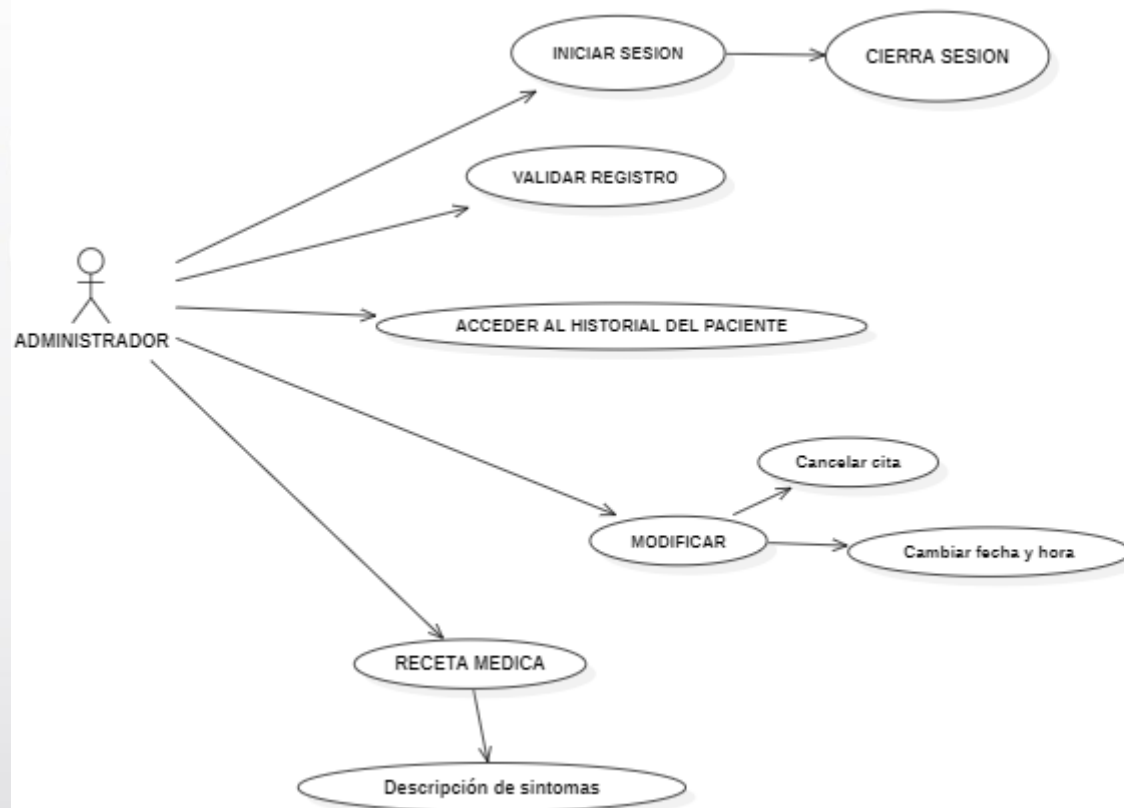 INICIAR SESION
CIERRA SESION
VALIDAR REGISTRO
ADMINISTRADOR
ACCEDER AL HISTORIAL DEL PACIENTE
Cancelar cita
MODIFICAR
Cambiar fecha y hora
RECETA MEDICA
Descripción de sintomas